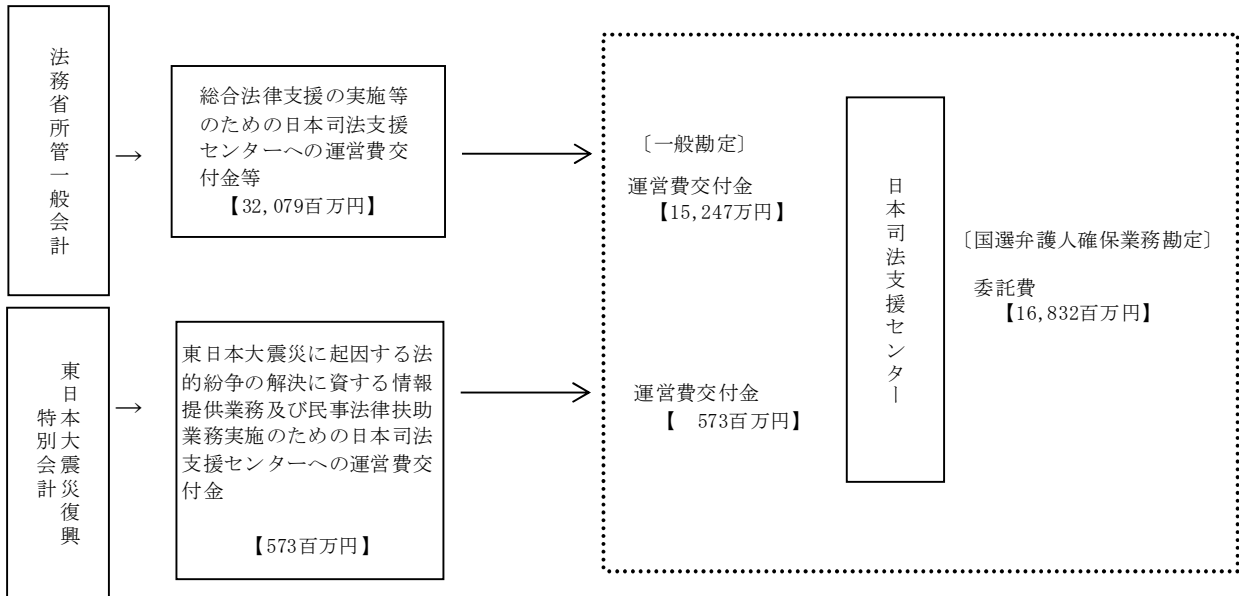 法務省所管一般会計
→
総合法律支援の実施等
のための日本司法支援
センターへの運営費交
付金等
【32,079百万円】
〔一般勘定〕
運営費交付金
【15,247万円】
日本司法支援センター
〔国選弁護人確保業務勘定〕
委託費
【16,832百万円】
東日本大震災復興
特別会計
→
東日本大震災に起因する法
的紛争の解決に資する情報
提供業務及び民事法律扶助
業務実施のための日本司法
支援センターへの運営費交
付金
【573百万円】
運営費交付金
【　573百万円】